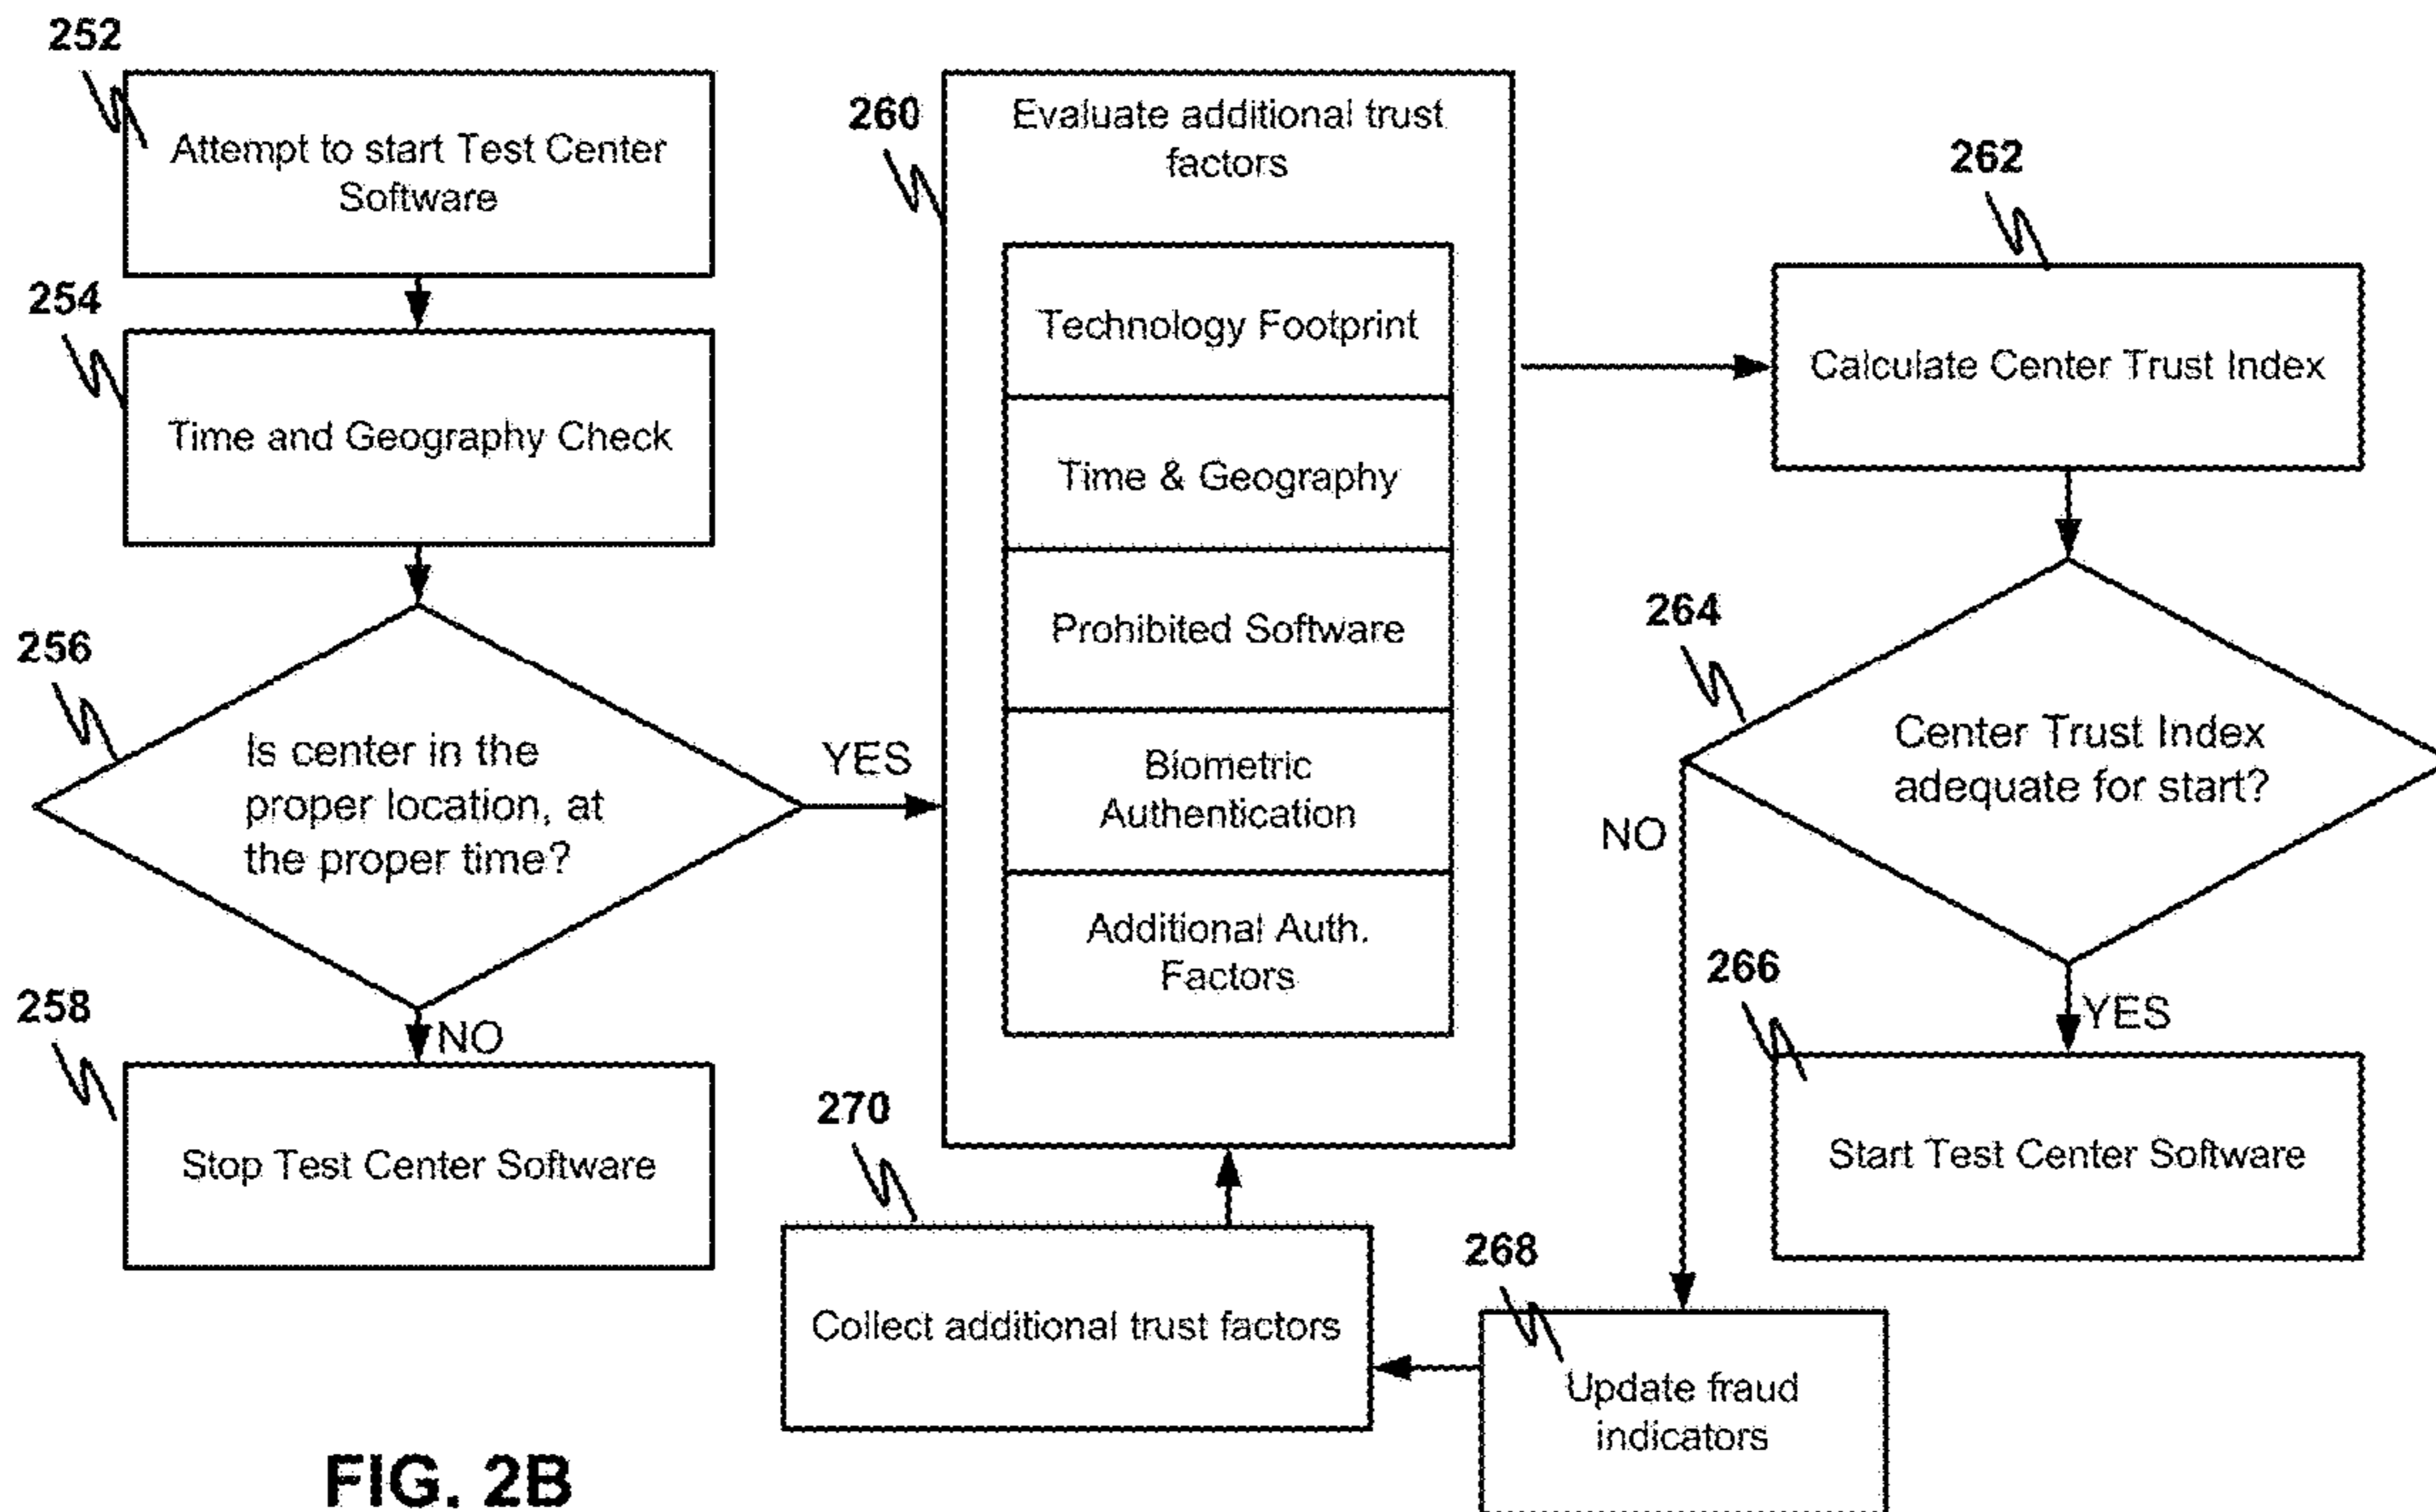 252
Attempt to start Test Center
Software
254
Time and Geography Check
256
Is center in the
proper location, at
the proper time?
YES
NO
258
Stop Test Center Software
260
Evaluate additional trust
factors
Technology Footprint
Time & Geography
Prohibited Software
Biometric
Authentication
Additional Auth.
Factors
262
Calculate Center Trust Index
264
Center Trust Index
adequate for start?
NO
YES
266
Start Test Center Software
268
Update fraud
indicators
270
Collect additional trust factors
FIG. 2B